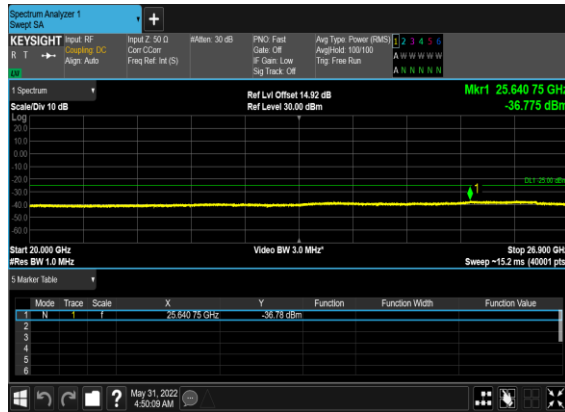 Spectrum Analyzer 1
Swept SA
+
KEYSIGHT Input: RF Input Z: 50 Ω #Atten: 30 dB PNO: Fast Avg Type: Power (RMS) 1 2 3 4 5 6
R T Coupling: DC Corr CCorr Gate: Off Avg|Hold: 100/100 A W W W W W
Align: Auto Freq Ref: Int (S) IF Gain: Low Trig: Free Run
Sig Track: Off A N N N N N
1 Spectrum
Ref Lvl Offset 14.92 dB Mkr1 25.640 75 GHz
Scale/Div 10 dB Ref Level 30.00 dBm -36.775 dBm
Log
20.0
10.0
0.00
-10.0
-20.0
DL1 -25.00 dBm
1
-30.0
-40.0
-50.0
-60.0
Start 20.000 GHz Video BW 3.0 MHz* Stop 26.900 GHz
#Res BW 1.0 MHz Sweep ~15.2 ms (40001 pts)
5 Marker Table
Mode Trace Scale X Y Function Function Width Function Value
1 N 1 f 25.640 75 GHz -36.78 dBm
2
3
4
5
6
? May 31, 2022
4:50:09 AM